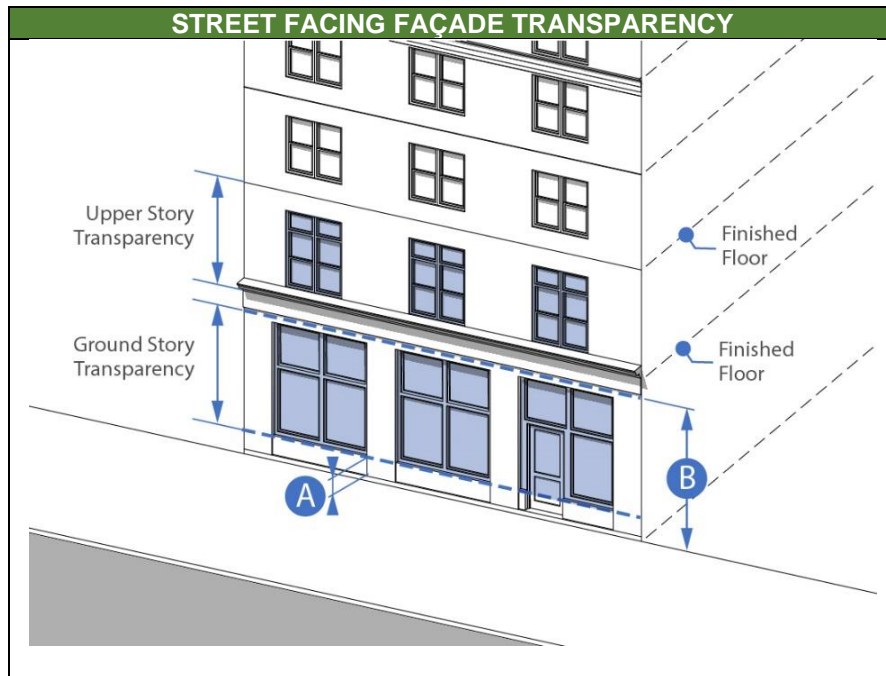 STREET FACING FAÇADE TRANSPARENCY
Upper Story
Transparency
Finished
Floor
Ground Story
Transparency
Finished
Floor
A
B